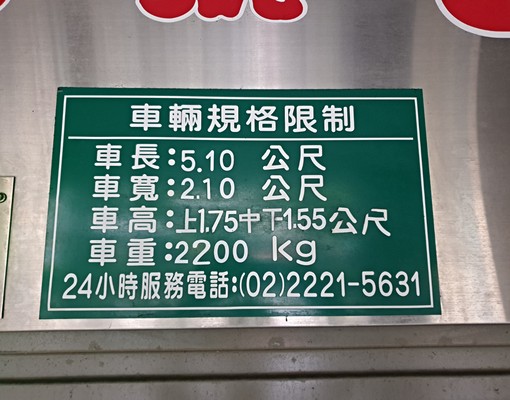 車輛規格限制
車長:5.10 公尺
車寬:2.10 公尺
車高:上1.75中下1.55公尺
車重:2200 kg
24小時服務電話:(02)2221-5631